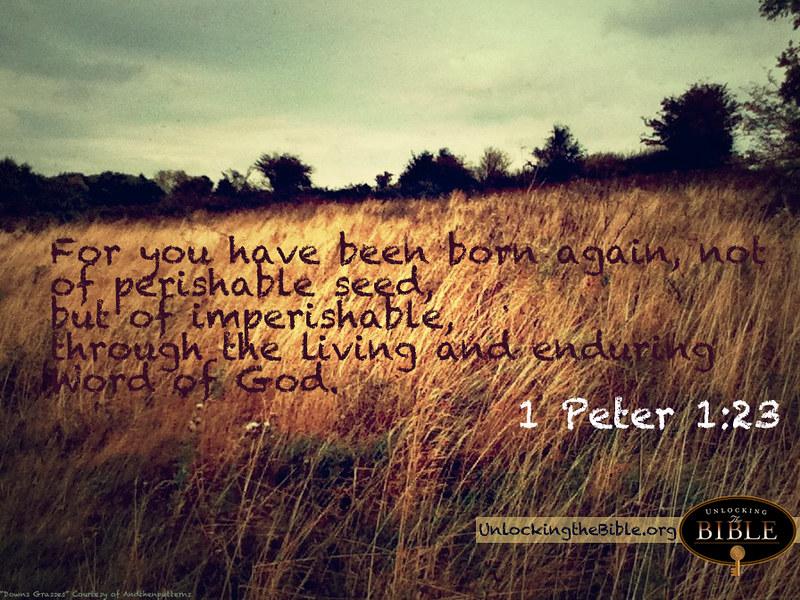 For you have been born again, not
of perishable seed,
but of imperishable,
through the living and enduring
Word of God.
1 Peter 1:23
UnlockingtheBible.org
UNLOCKING
The
BIBLE
"Downs Grasses" Courtesy of Andthenputterns